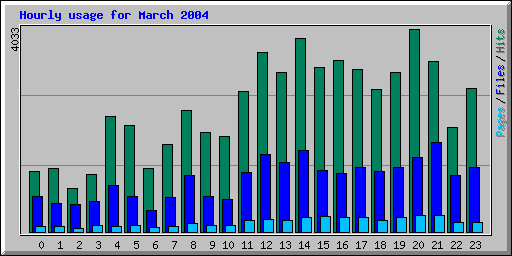 Hourly usage for March 2004
4033
Pages/Files/Hits
0 1 2 3 4 5 6 7 8 9 10 11 12 13 14 15 16 17 18 19 20 21 22 23